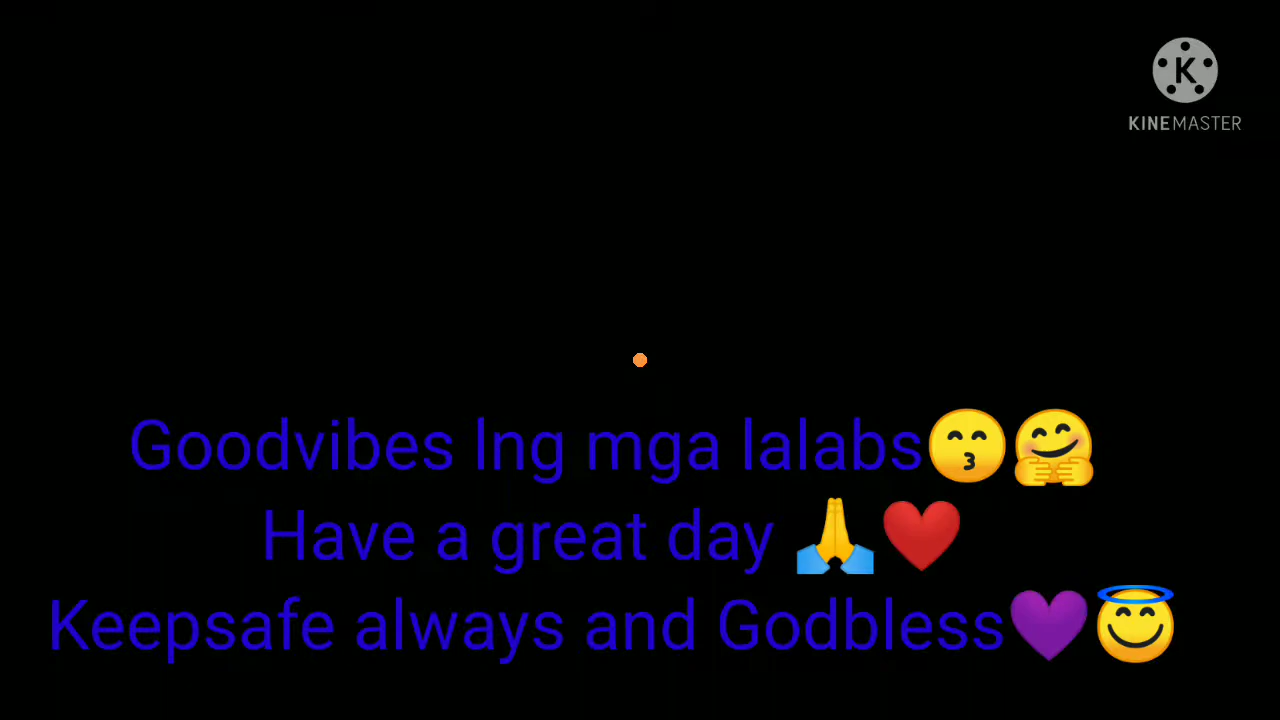 K
KINEMASTER
Goodvibes lng mga lalabs😙🤗
Have a great day 🙏❤️
Keepsafe always and Godbless💜😇